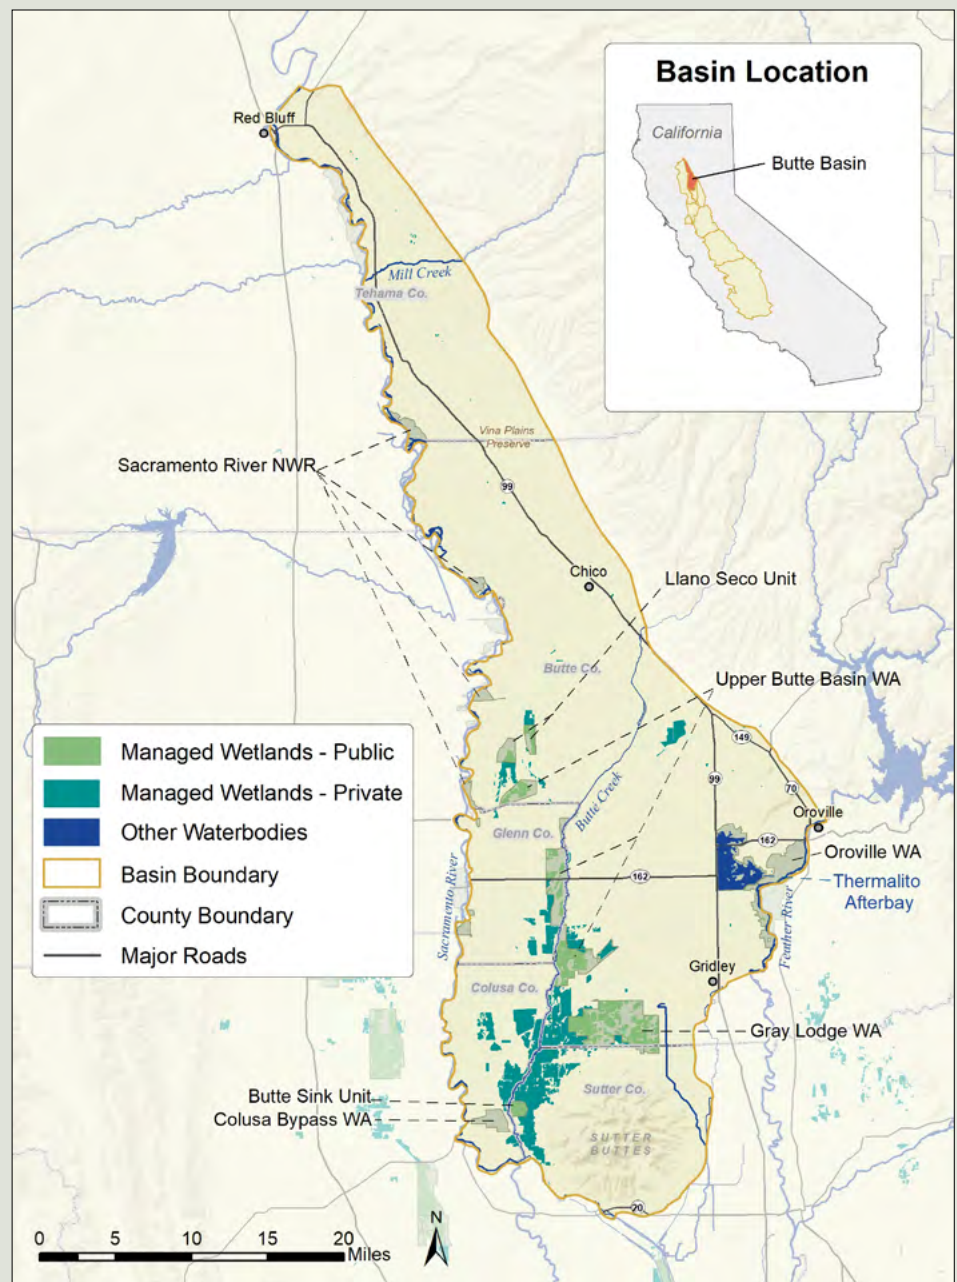 Basin Location
California
Butte Basin
Red Bluff
Mill Creek
Tehama Co.
Vina Plains
Preserve
Sacramento River NWR
99
Chico
Llano Seco Unit
Butte Co.
Upper Butte Basin WA
Managed Wetlands - Public
Managed Wetlands - Private
Other Waterbodies
Basin Boundary
County Boundary
Major Roads
149
99
70
Butte Creek
Oroville
Glenn Co.
162
Oroville WA
162
Thermalito
Afterbay
Sacramento River
Feather River
Gridley
Colusa Co.
Gray Lodge WA
Butte Sink Unit
Sutter Co.
Colusa Bypass WA
SUTTER
BUTTES
20
N
0 5 10 15 20
Miles